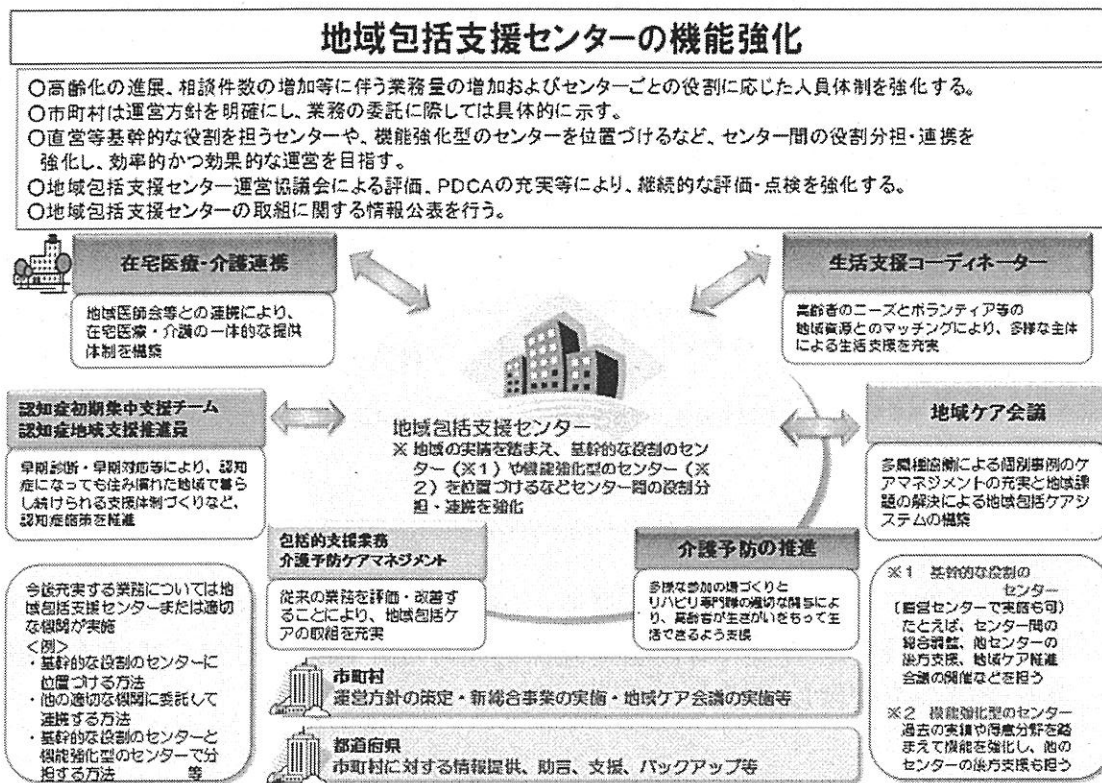 地域包括支援センターの機能強化
○高齢化の進展、相談件数の増加等に伴う業務量の増加およびセンターごとの役割に応じた人員体制を強化する。
○市町村は運営方針を明確にし、業務の委託に際しては具体的に示す。
○直営等基幹的な役割を担うセンターや、機能強化型のセンターを位置づけるなど、センター間の役割分担・連携を
強化し、効率的かつ効果的な運営を目指す。
○地域包括支援センター運営協議会による評価、PDCAの充実等により、継続的な評価・点検を強化する。
○地域包括支援センターの取組に関する情報公表を行う。
在宅医療・介護連携
地域医師会等との連携により、
在宅医療・介護の一体的な提供
体制を構築
生活支援コーディネーター
高齢者のニーズとボランティア等の
地域資源とのマッチングにより、多様な主体
による生活支援を充実
認知症初期集中支援チーム
認知症地域支援推進員
早期診断・早期対応等により、認知
症になっても住み慣れた地域で暮ら
し続けられる支援体制づくりなど、
認知症施策を推進
地域包括支援センター
※ 地域の実情を踏まえ、基幹的な役割のセン
ター（※１）や機能強化型のセンター（※
２）を位置づけるなどセンター間の役割分
担・連携を強化
地域ケア会議
多職種協働による個別事例のケ
アマネジメントの充実と地域課
題の解決による地域包括ケアシ
ステムの構築
包括的支援業務
介護予防ケアマネジメント
従来の業務を評価・改善す
ることにより、地域包括ケ
アの取組を充実
介護予防の推進
多様な参加の場づくりと
リハビリ専門職の適切な関与によ
り、高齢者が生きがいをもって生
活できるよう支援
今後充実する業務については地
域包括支援センターまたは適切
な機関が実施
＜例＞
・基幹的な役割のセンターに
位置づける方法
・他の適切な機関に委託して
連携する方法
・基幹的な役割のセンターと
機能強化型のセンターで分
担する方法 等
市町村
運営方針の策定・新総合事業の実施・地域ケア会議の実施等
都道府県
市町村に対する情報提供、助言、支援、バックアップ等
※１ 基幹的な役割の
センター
（直営センターで実施も可）
たとえば、センター間の
総合調整、他センターの
後方支援、地域ケア推進
会議の開催などを担う
※２ 機能強化型のセンター
過去の実績や得意分野を踏
まえて機能を強化し、他の
センターの後方支援も担う